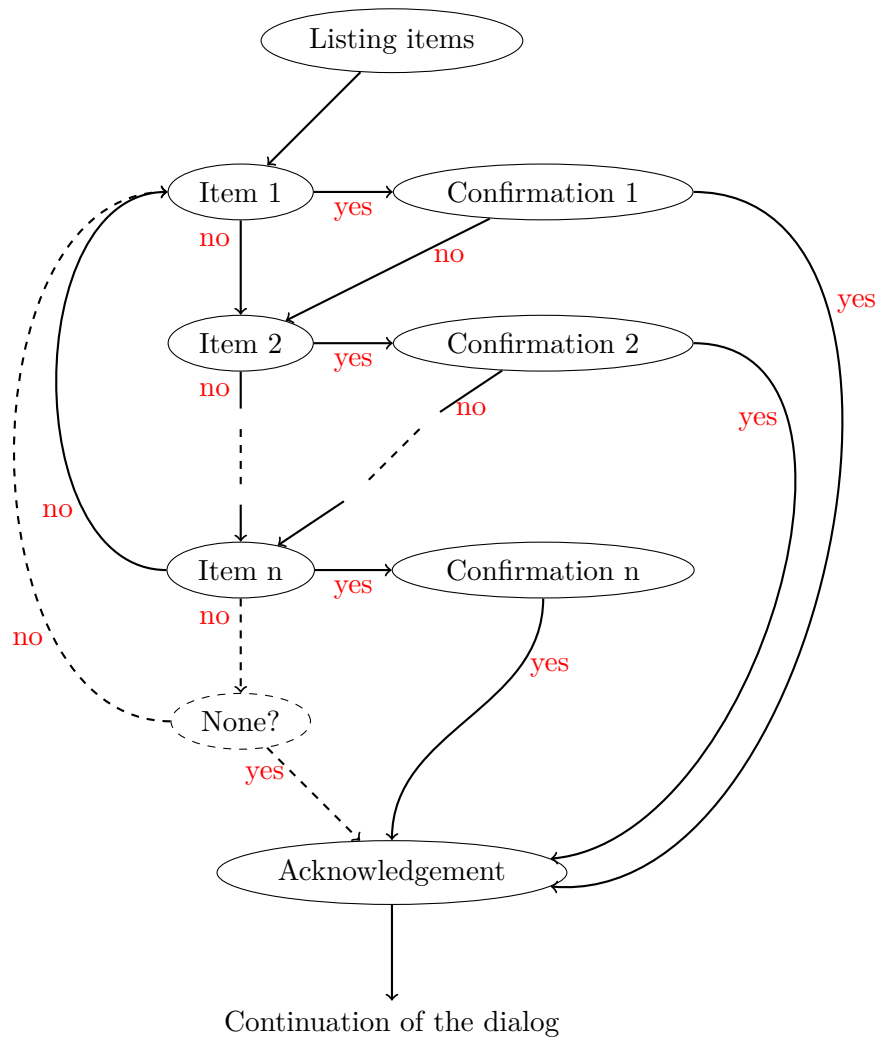 Listing items
Item 1
yes
Confirmation 1
no
no
yes
Item 2
yes
Confirmation 2
no
no
yes
no
Item n
yes
Confirmation n
no
no
yes
None?
yes
Acknowledgement
Continuation of the dialog